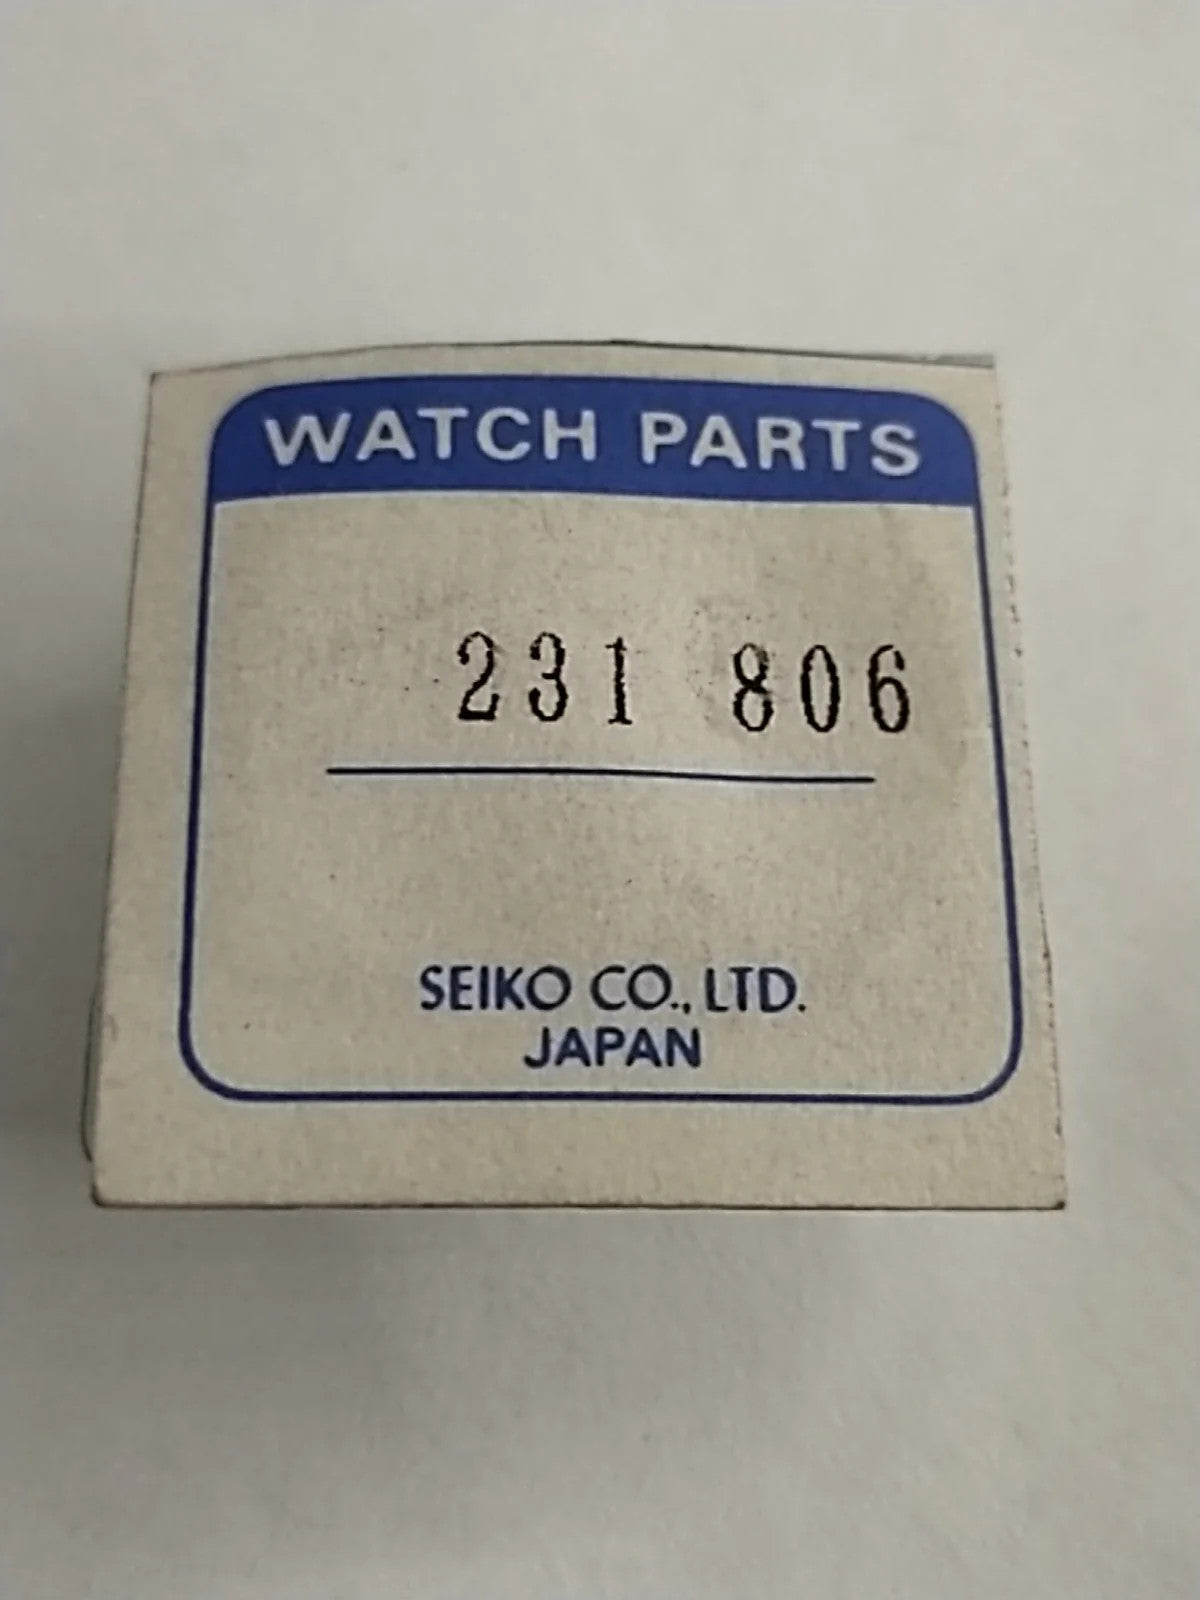 WATCH PARTS
231 806
SEIKO CO., LTD.
JAPAN